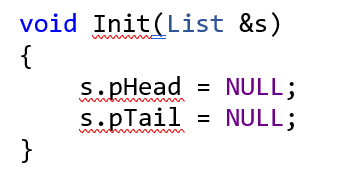 void Init(List &s)
{
    s.pHead = NULL;
    s.pTail = NULL;
}